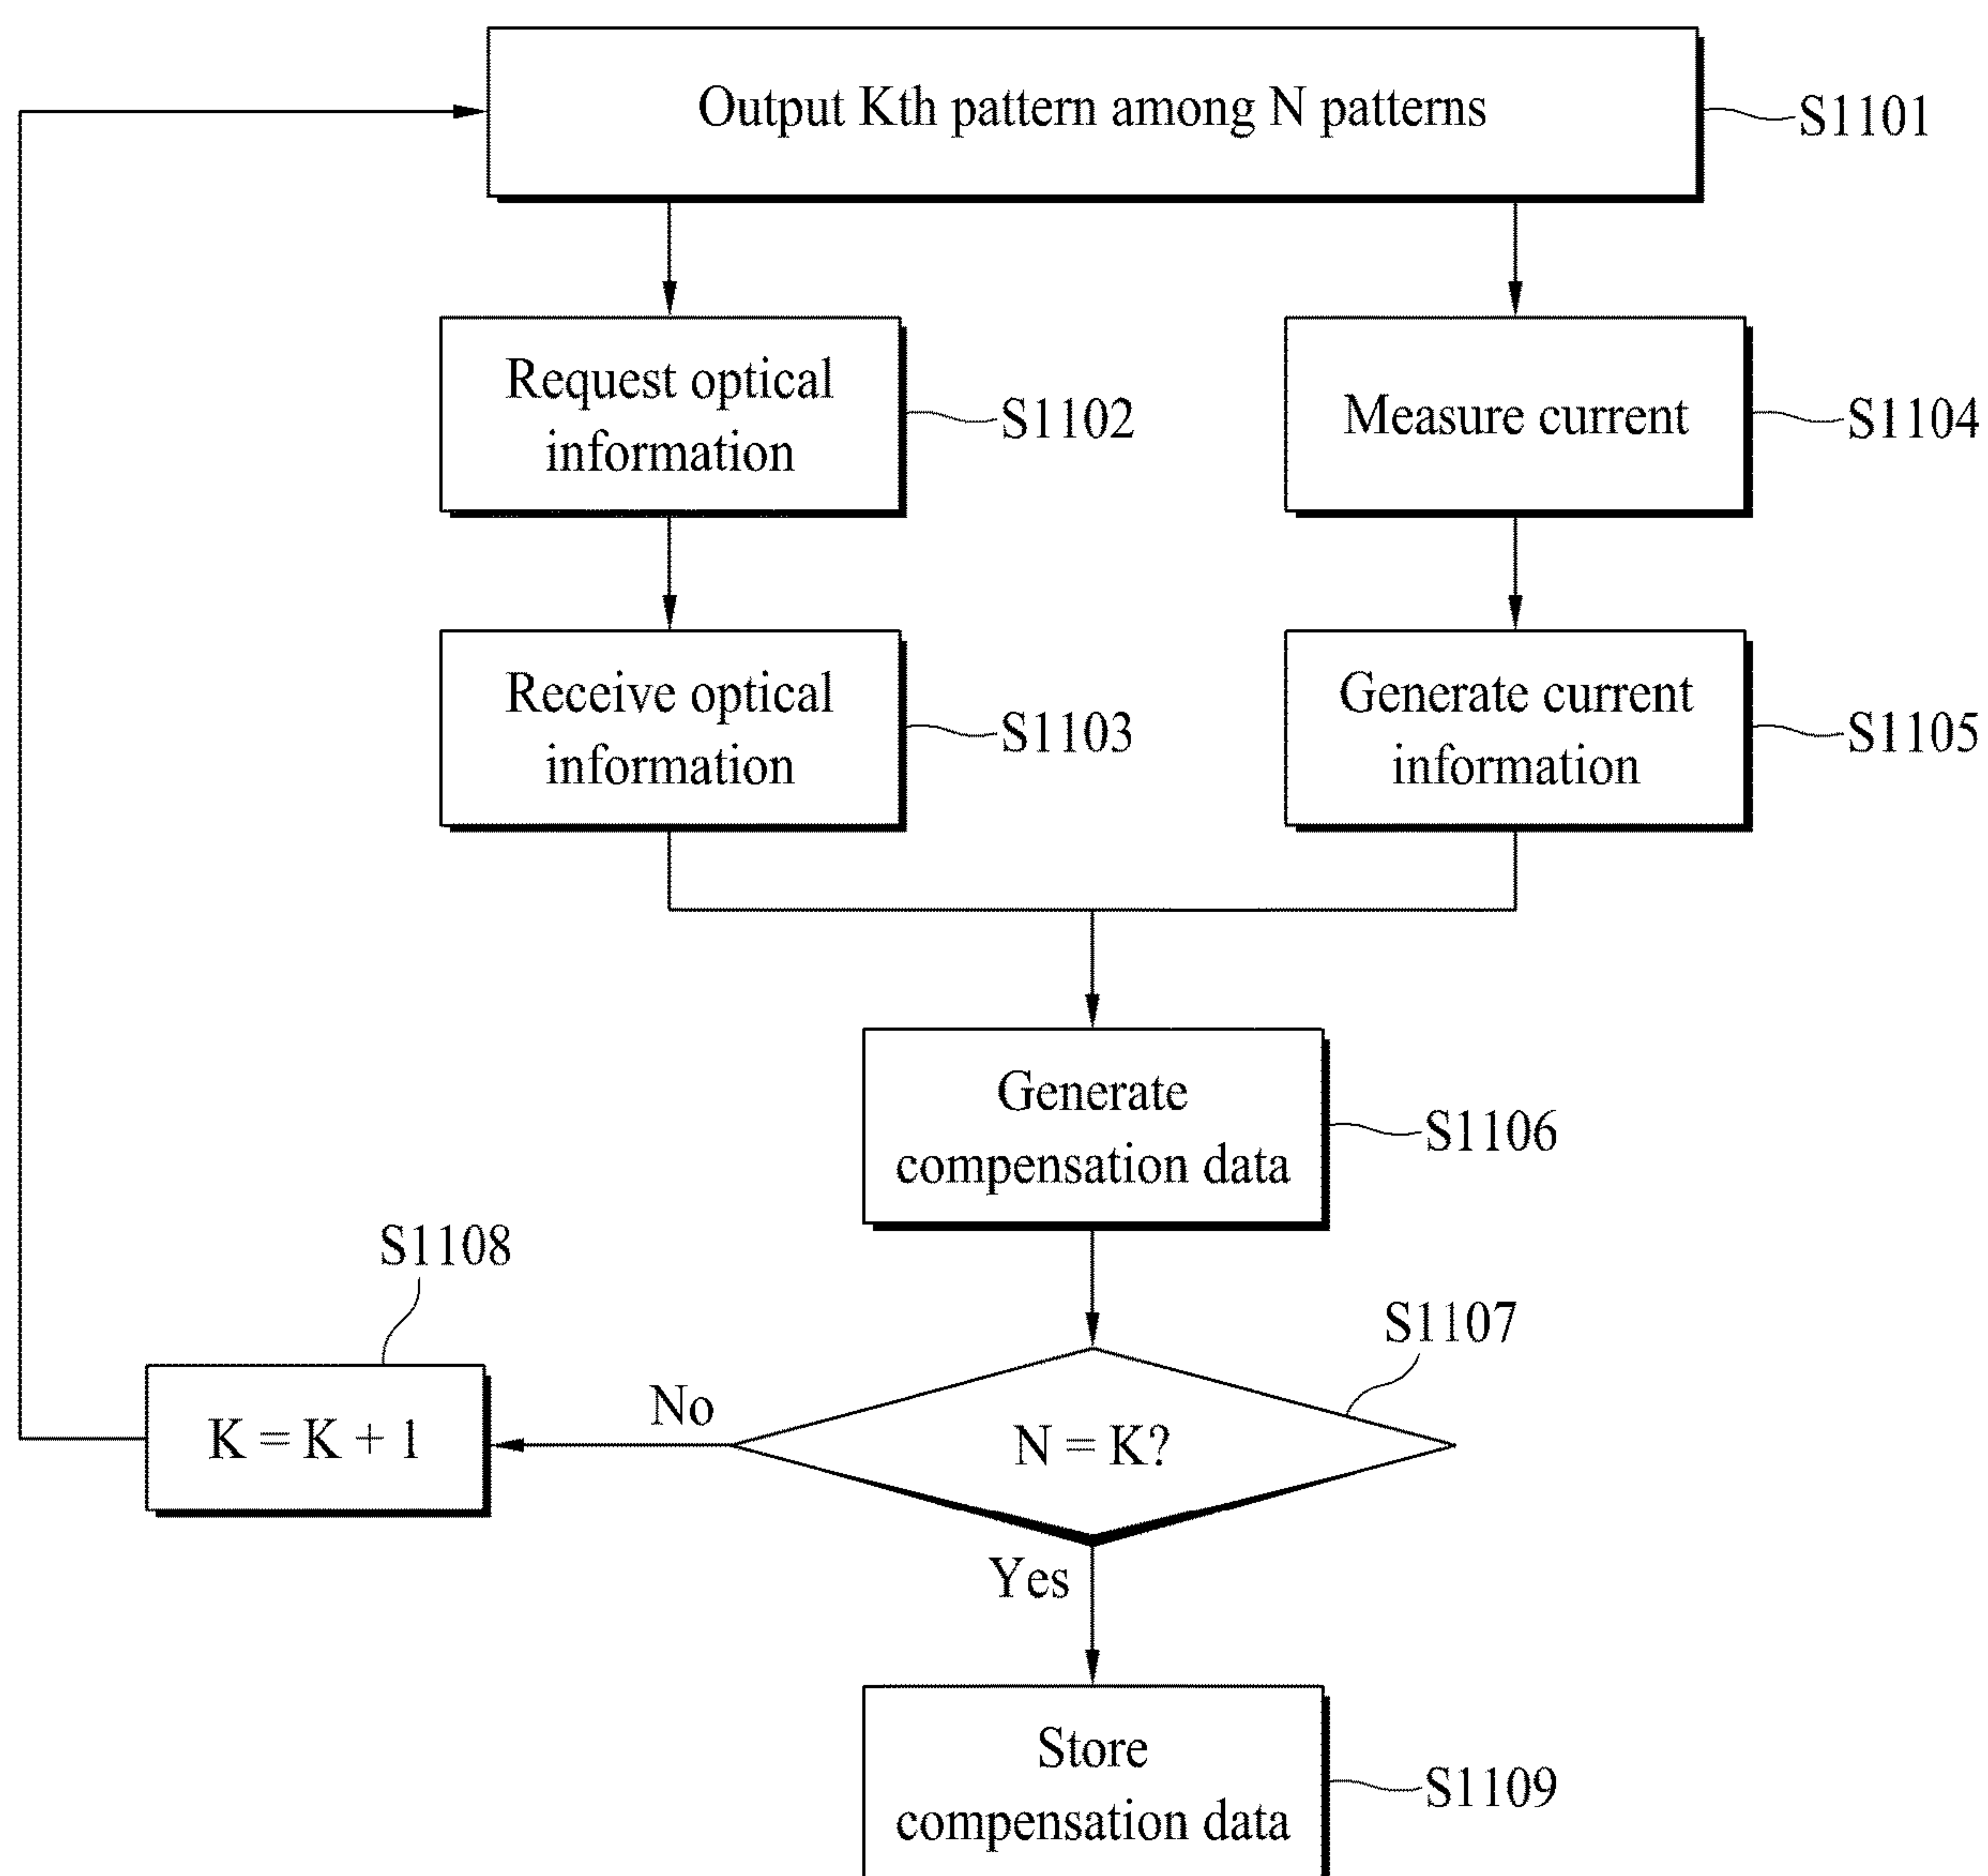 Output Kth pattern among N patterns
S1101
Request optical
information
S1102
Measure current
S1104
Receive optical
information
S1103
Generate current
information
S1105
Generate
compensation data
S1106
S1108
S1107
K = K + 1
No
N = K?
Yes
Store
compensation data
S1109